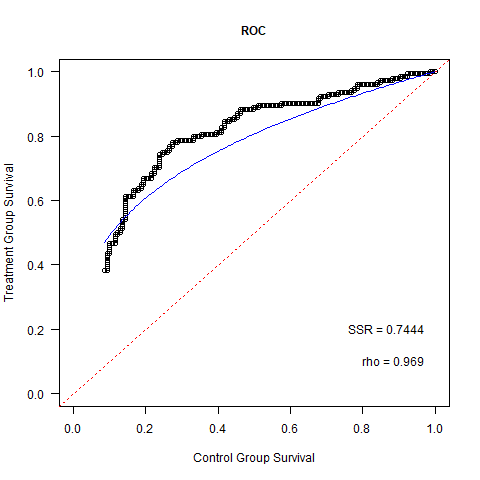 ROC
Treatment Group Survival
1.0
0.8
0.6
0.4
0.2
0.0
SSR = 0.7444
rho = 0.969
0.0 0.2 0.4 0.6 0.8 1.0
Control Group Survival